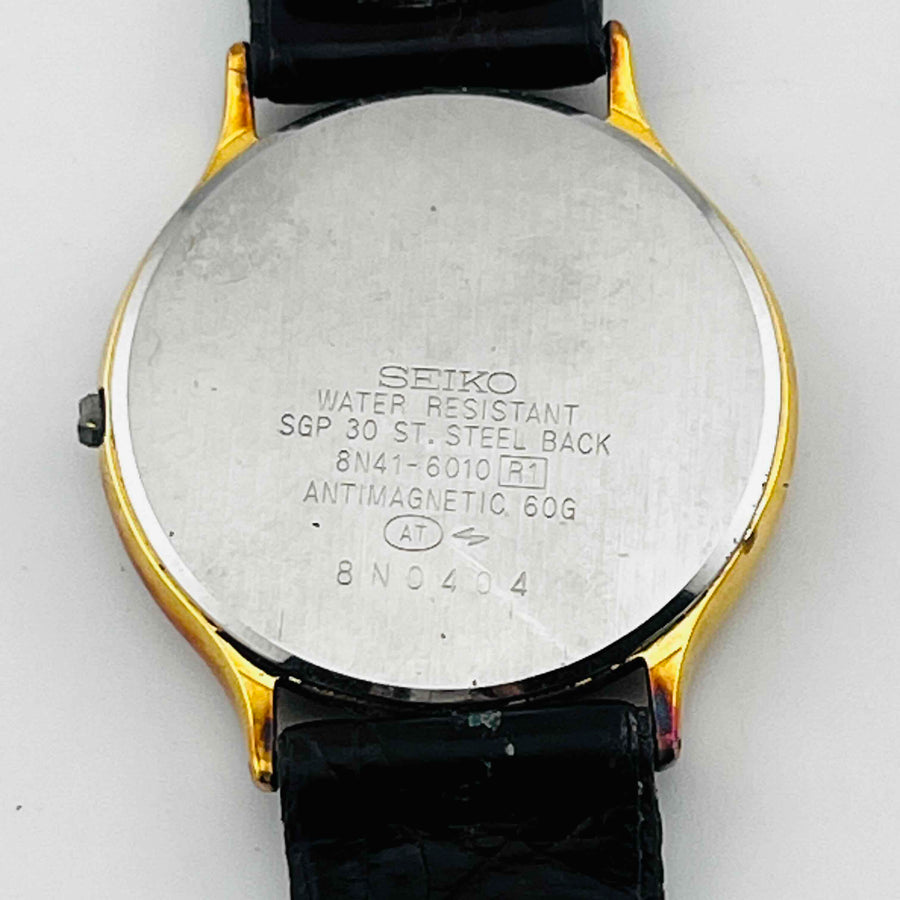 SEIKO
WATER RESISTANT
SGP 30 ST. STEEL BACK
8N41-6010 R1
ANTIMAGNETIC 60G
AT
8N0404